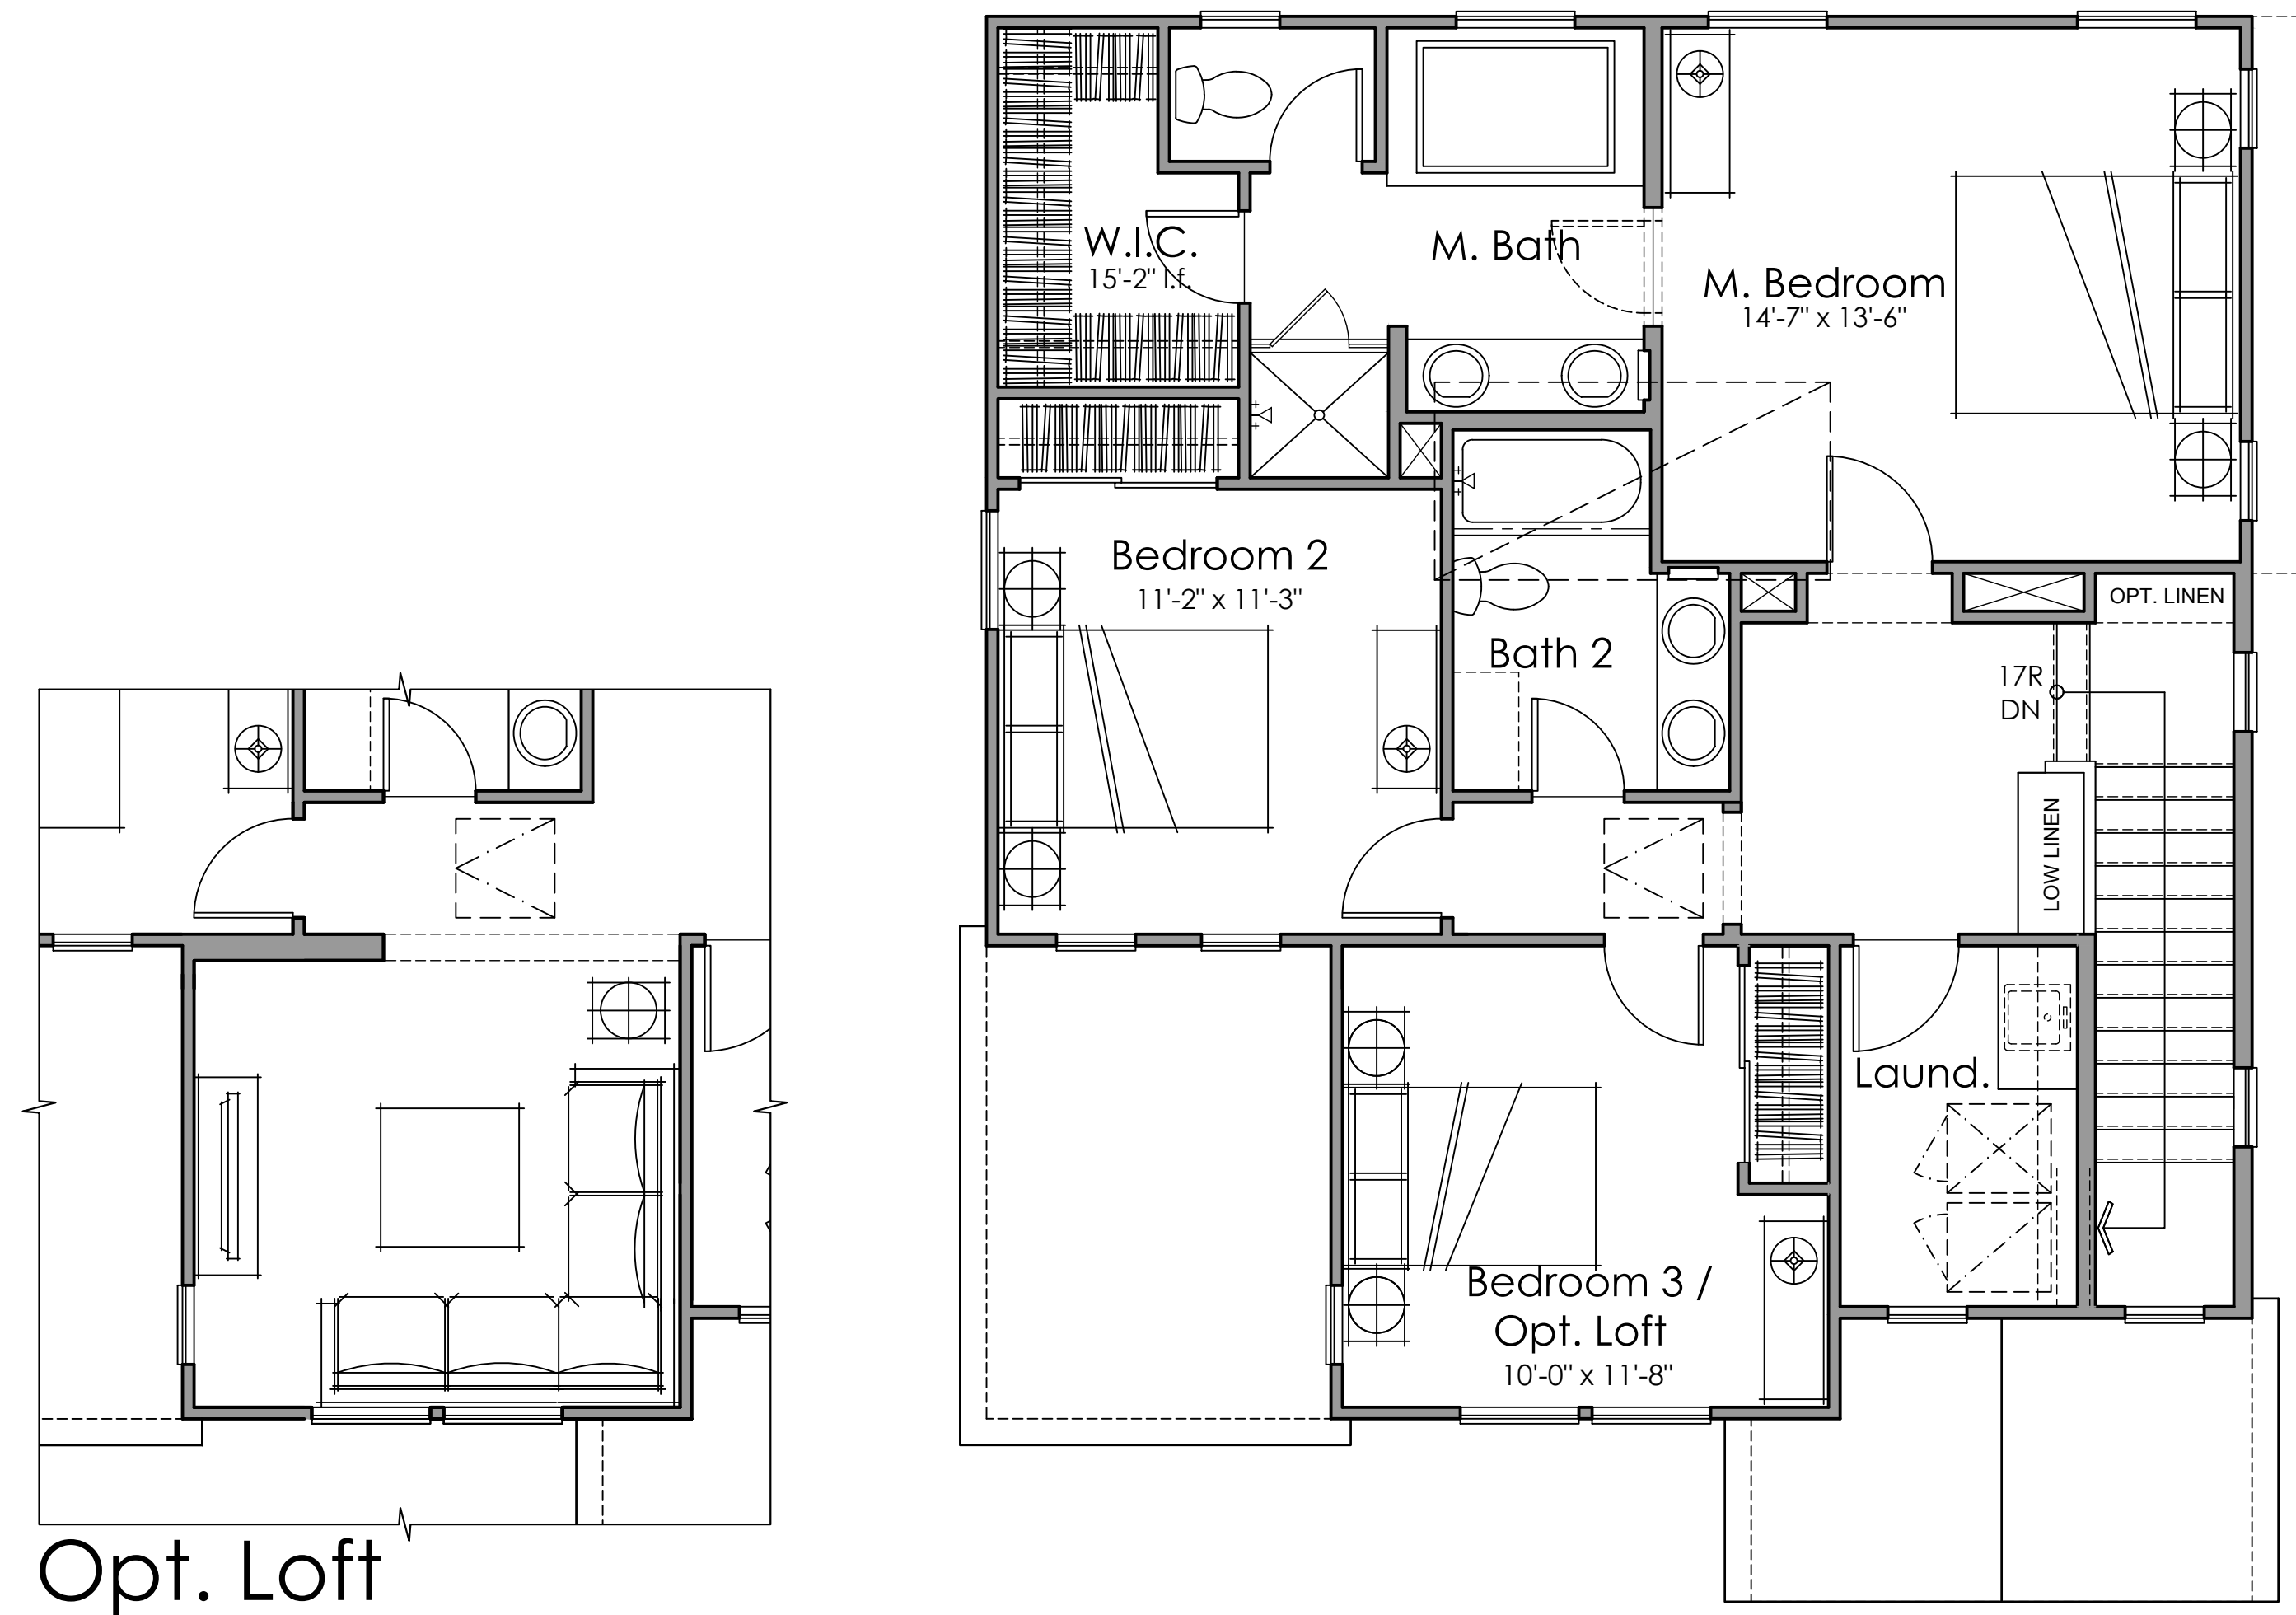 W.I.C.
15'-2" l.f.
M. Bath
M. Bedroom
14'-7" x 13'-6"
Bedroom 2
11'-2" x 11'-3"
Bath 2
OPT. LINEN
17R
DN
LOW LINEN
Laund.
Bedroom 3 /
Opt. Loft
10'-0" x 11'-8"
Opt. Loft